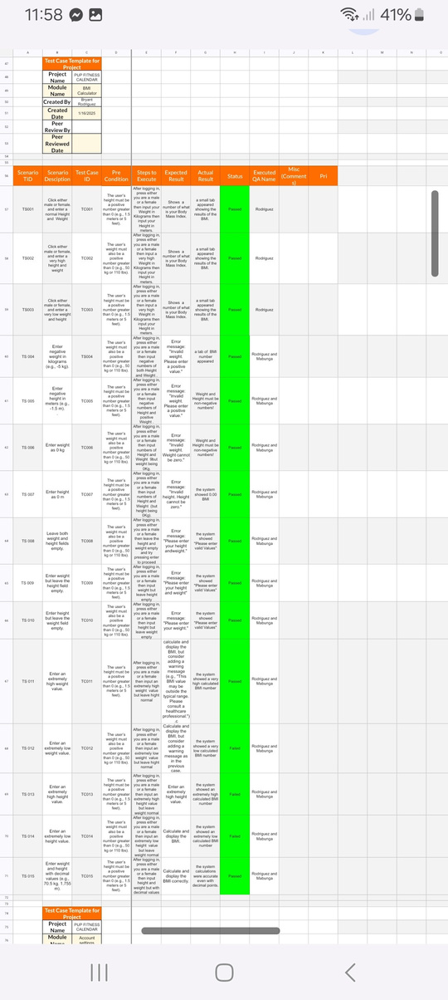 11:58
41%
A B C D E F G H I J K L M N O
47 Test Case Template for Project
48 Project Name PUP FITNESS CALENDAR
49 Module Name BMI Calculator
50 Created By Bryant Rodriguez
51 Created Date 1/16/2025
52 Peer Review By
53 Peer Reviewed Date
54
55
56 Scenario TID Scenario Desciption Test Case ID Pre Condition Steps to Execute Expected Result Actual Result Status Executed QA Name Misc (Comments) Pri
57 TS001 Click either male or female, and enter a normal Height and Weight TC001 The user's height must be a positive number greater than 0 (e.g., 1.5 meters or 5 feet). After logging in, press either you are a male or a female then input your Weight in Kilograms then input your Height in meters. Shows a number of what is your Body Mass Index. a small tab appeared showing the results of the BMI. Passed Rodriguez
58 TS002 Click either male or female, and enter a very high height and weight TC002 The user's weight must also be a positive number greater than 0 (e.g., 50 kg or 110 lbs). After logging in, press either you are a male or a female then input a very high Weight in Kilograms then input your Height in meters. Shows a number of what is your Body Mass Index. a small tab appeared showing the results of the BMI. Passed Rodriguez
59 TS003 Click either male or female, and enter a very low weight and height TC003 The user's height must be a positive number greater than 0 (e.g., 1.5 meters or 5 feet). After logging in, press either you are a male or a female then input a very high Weight in Kilograms then input your Height in meters. Shows a number of what is your Body Mass Index. a small tab appeared showing the results of the BMI. Passed Rodriguez
60 TS 004 Enter negative weight in kilograms (e.g., -5 kg). TS004 The user's weight must also be a positive number greater than 0 (e.g., 50 kg or 110 lbs). After logging in, press either you are a male or a female then input negative numbers of both Height and Weight Error message: "Invalid weight. Please enter a positive value." a tab of BMI number appeared Passed Rodriguez and Mabunga
61 TS 005 Enter negative height in meters (e.g., -1.5 m). TC005 The user's height must be a positive number greater than 0 (e.g., 1.5 meters or 5 feet). After logging in, press either you are a male or a female then input negative numbers of Height and positive Weight Error message: "Invalid weight. Please enter a positive value." Weight and Height must be non-negative numbers! Passed Rodriguez and Mabunga
62 TS 006 Enter weight as 0 kg TC006 The user's weight must also be a positive number greater than 0 (e.g., 50 kg or 110 lbs). After logging in, press either you are a male or a female then input numbers of Height and Weight weight being 0Kg. Error message: "Invalid weight. Weight cannot be zero." Weight and Height must be non-negative numbers! Passed Rodriguez and Mabunga
63 TS 007 Enter height as 0 m TC007 The user's height must be a positive number greater than 0 (e.g., 1.5 meters or 5 feet). After logging in, press either you are a male or a female then input numbers of Height and Weight (but height being 0Kg). Error message: "Invalid height. Height cannot be zero." the system showed 0.00 BMI Passed Rodriguez and Mabunga
64 TS 008 Leave both weight and height fields empty. TC008 The user's weight must also be a positive number greater than 0 (e.g., 50 kg or 110 lbs). After logging in, press either you are a male or a female then leave the height and weight empty and try pressing enter to proceed Error message: "Please enter your height andweight." the system showed "Please enter valid Values" Passed Rodriguez and Mabunga
65 TS 009 Enter weight but leave the height field empty. TC009 The user's height must be a positive number greater than 0 (e.g., 1.5 meters or 5 feet). After logging in, press either you are a male or a female then input weight but leave height empty Error message: "Please enter your height and weight" the system showed "Please enter valid Values" Passed Rodriguez and Mabunga
66 TS 010 Enter height but leave the weight field empty. TC010 The user's weight must also be a positive number greater than 0 (e.g., 50 kg or 110 lbs). After logging in, press either you are a male or a female then input height but leave weight empty Error message: "Please enter your weight." the system showed "Please enter valid Values" Passed Rodriguez and Mabunga
67 TS 011 Enter an extremely high weight value. TC011 The user's height must be a positive number greater than 0 (e.g., 1.5 meters or 5 feet). After logging in, press either you are a male or a female then input an extremely high weight value but leave hight normal calculate and display the BMI, but consider adding a warning message (e.g., "This BMI value may be outside the typical range. Please consult a healthcare professional.") the system showed a very high calculated BMI number Passed Rodriguez and Mabunga
68 TS 012 Enter an extremely low weight value. TC012 The user's weight must also be a positive number greater than 0 (e.g., 50 kg or 110 lbs). After logging in, press either you are a male or a female then input an extremely low weight value but leave hight normal Calculate and display the BMI, but consider adding a warning message as in the previous case. the system showed a very low calculated BMI number Failed Rodriguez and Mabunga
69 TS 013 Enter an extremely high height value. TC013 The user's height must be a positive number greater than 0 (e.g., 1.5 meters or 5 feet). After logging in, press either you are a male or a female then input an extremely high height value but leave weight normal Enter an extremely high height value. the system showed an extremely high calculated BMI number Failed Rodriguez and Mabunga
70 TS 014 Enter an extremely low height value. TC014 The user's weight must also be a positive number greater than 0 (e.g., 50 kg or 110 lbs). After logging in, press either you are a male or a female then input an extremely low height value but leave weight normal Calculate and display the BMI. the system showed an extremely low calculated BMI number Failed Rodriguez and Mabunga
71 TS 015 Enter weight and height with decimal values (e.g., 70.5 kg, 1.755 m). TC015 The user's height must be a positive number greater than 0 (e.g., 1.5 meters or 5 feet). After logging in, press either you are a male or a female then input height and weight but with decimal values Calculate and display the BMI correctly. the system calculations were accurate even with decimal points. Passed Rodriguez and Mabunga
72
73
74 Test Case Template for Project
75 Project Name PUP FITNESS CALENDAR
76 Module Name Account settings